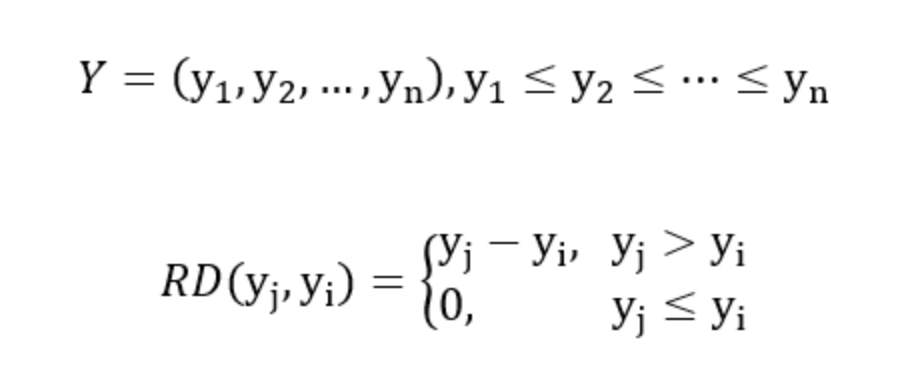 Y = (y₁, y₂, …, yₙ), y₁ ≤ y₂ ≤ ⋯ ≤ yₙ
RD(yⱼ, yᵢ) = { yⱼ − yᵢ, yⱼ > yᵢ
0, yⱼ ≤ yᵢ